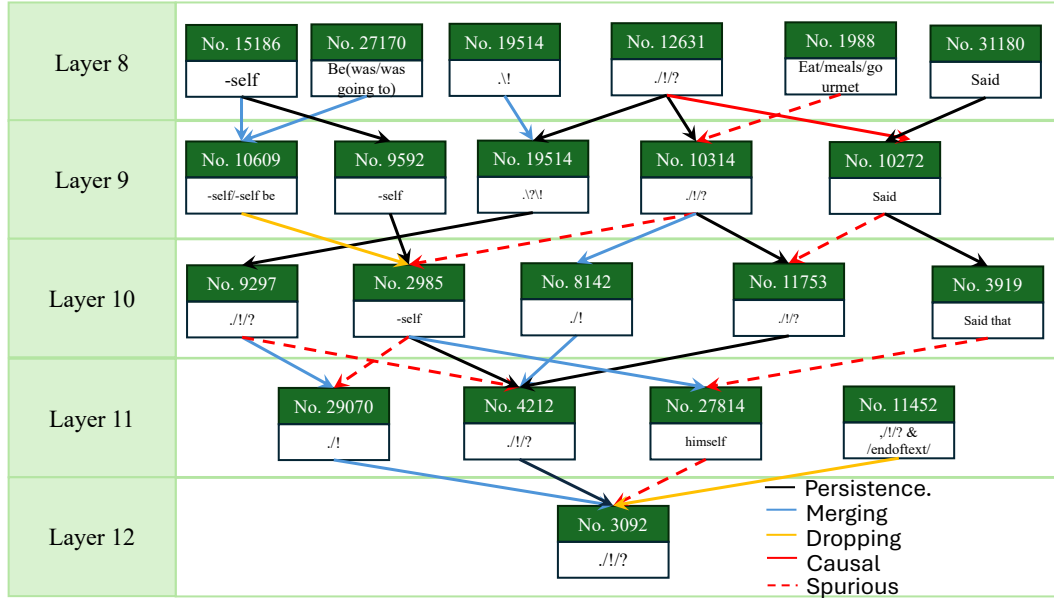 Layer 8
No. 15186
-self
No. 27170
Be(was/was
going to)
No. 19514
.\!
No. 12631
./!/?
No. 1988
Eat/meals/go
urmet
No. 31180
Said
Layer 9
No. 10609
-self/-self be
No. 9592
-self
No. 19514
.\?\!
No. 10314
./!/?
No. 10272
Said
Layer 10
No. 9297
./!/?
No. 2985
-self
No. 8142
./!
No. 11753
./!/?
No. 3919
Said that
Layer 11
No. 29070
./!
No. 4212
./!/?
No. 27814
himself
No. 11452
,/!/? &
/endoftext/
Layer 12
No. 3092
./!/?
Persistence.
Merging
Dropping
Causal
Spurious